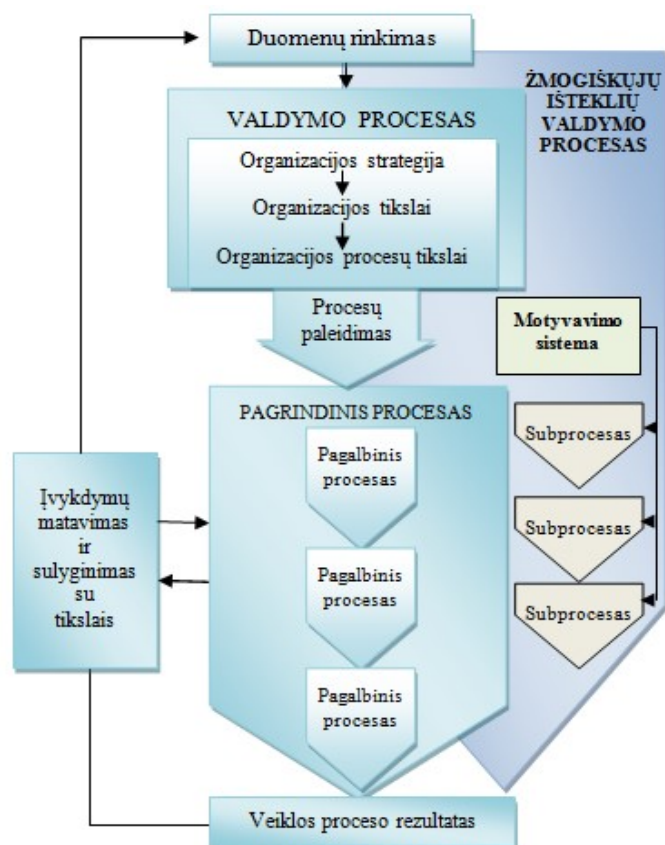 Duomenų rinkimas
ŽMOGIŠKŲJŲ
IŠTEKLIŲ
VALDYMO
PROCESAS
VALDYMO PROCESAS
Organizacijos strategija
Organizacijos tikslai
Organizacijos procesų tikslai
Procesų
paleidimas
Motyvavimo
sistema
PAGRINDINIS PROCESAS
Pagalbinis
procesas
Pagalbinis
procesas
Pagalbinis
procesas
Subprocesas
Subprocesas
Subprocesas
Įvykdymų
matavimas
ir
sulyginimas
su
tikslais
Veiklos proceso rezultatas